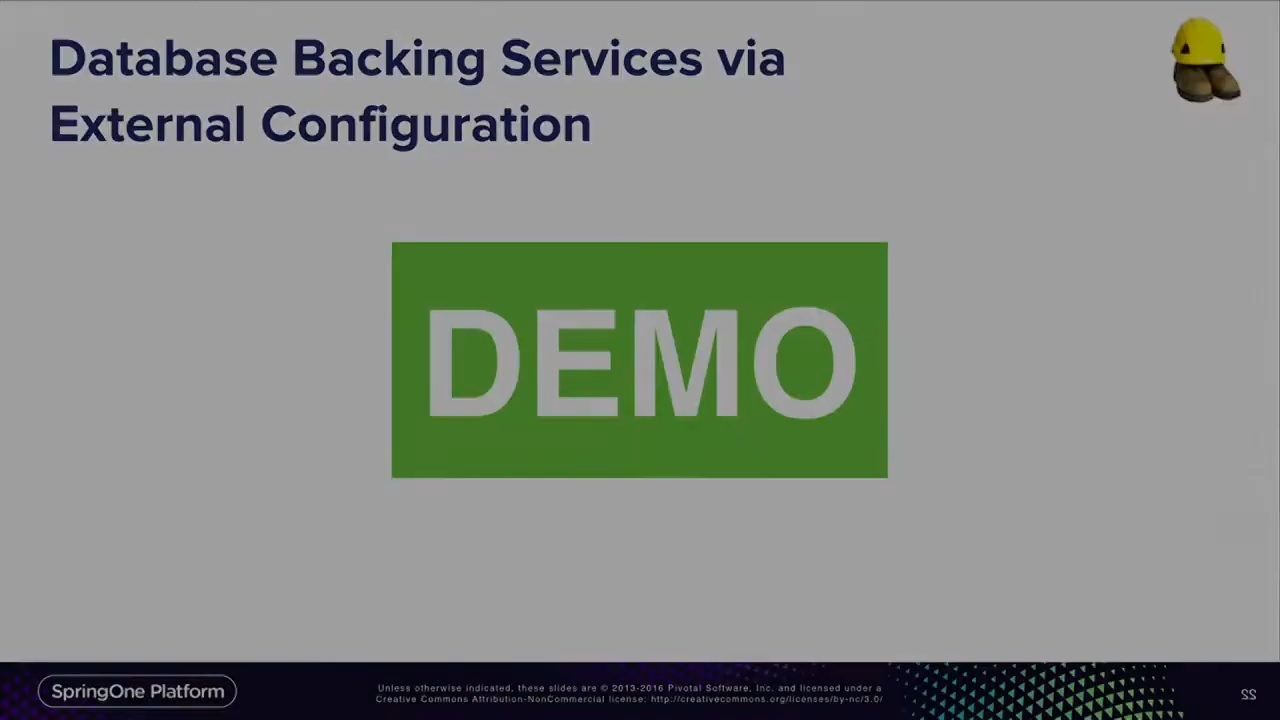 Database Backing Services via
External Configuration
DEMO
SpringOne Platform
Unless otherwise indicated, these slides are © 2013-2016 Pivotal Software, Inc. and licensed under a
Creative Commons Attribution-NonCommercial license: http://creativecommons.org/licenses/by-nc/3.0/
22